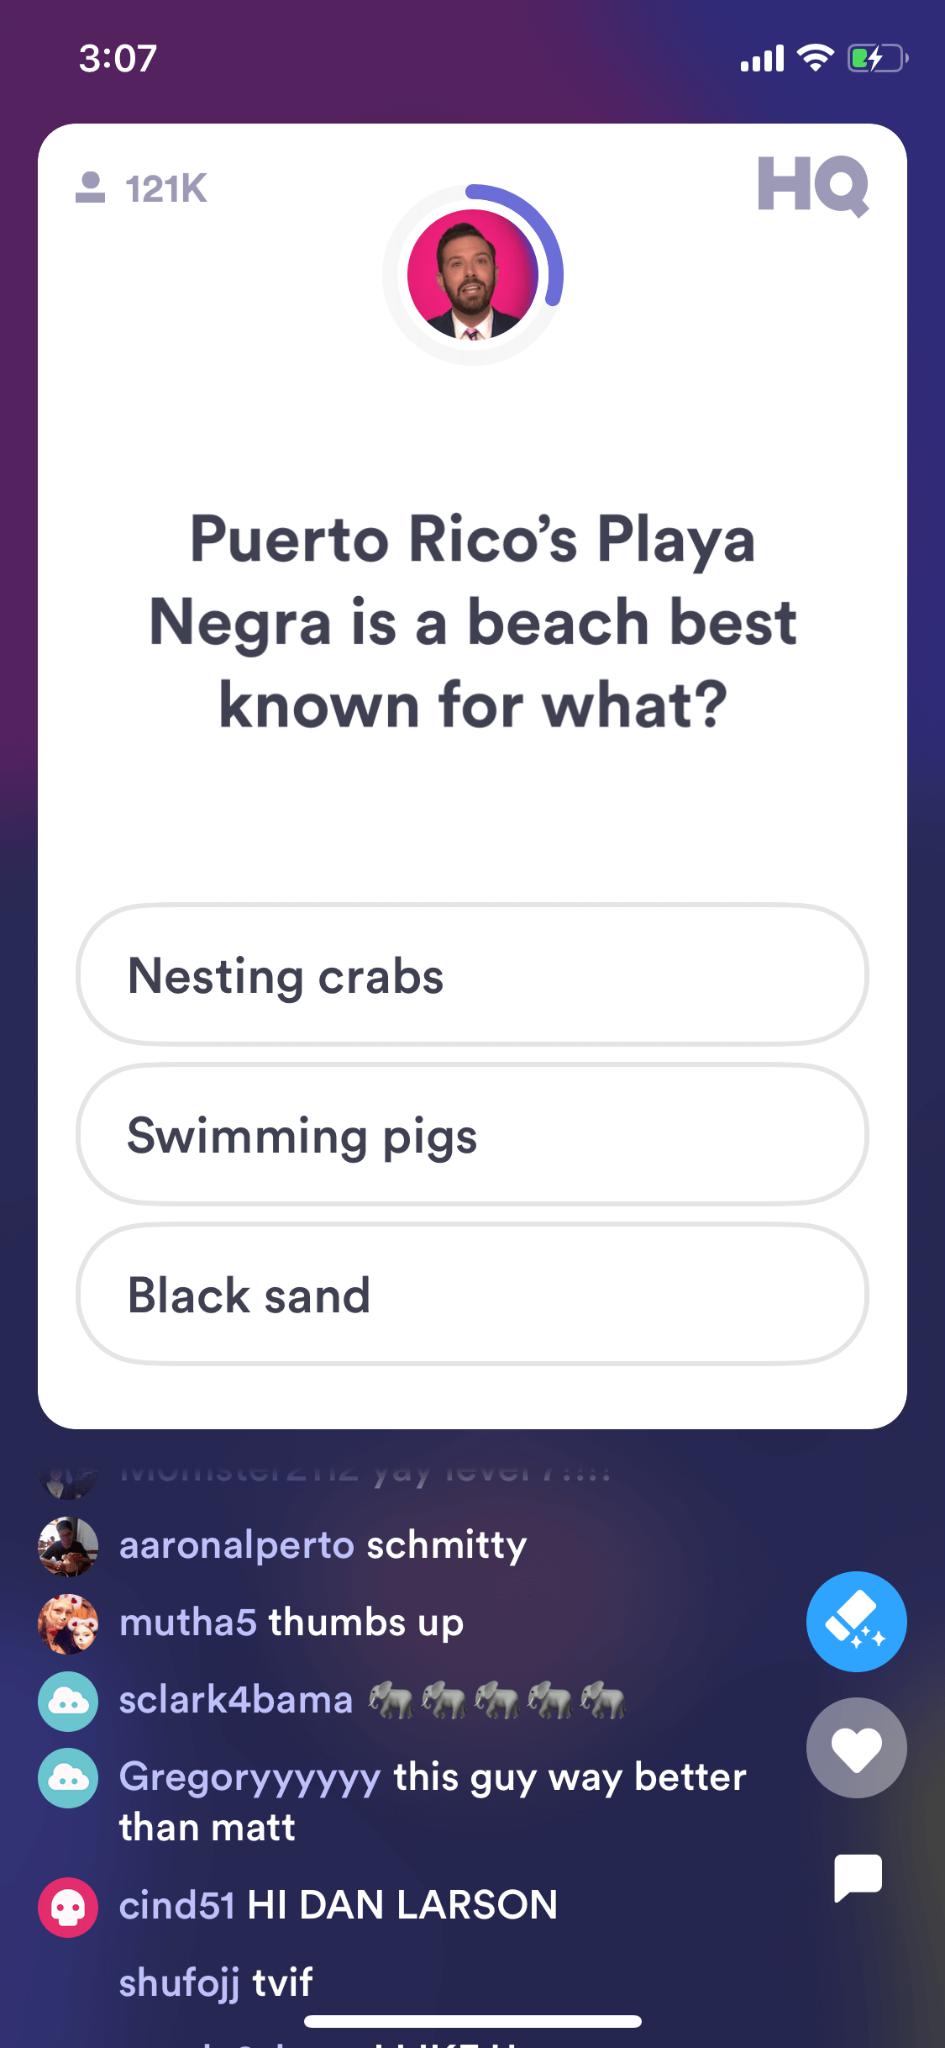 3:07
121K
HQ
Puerto Rico’s Playa
Negra is a beach best
known for what?
Nesting crabs
Swimming pigs
Black sand
yay level 7!!!!
aaronalperto schmitty
mutha5 thumbs up
sclark4bama 🐘🐘🐘🐘🐘
Gregoryyyyyy this guy way better
than matt
cind51 HI DAN LARSON
shufojj tvif